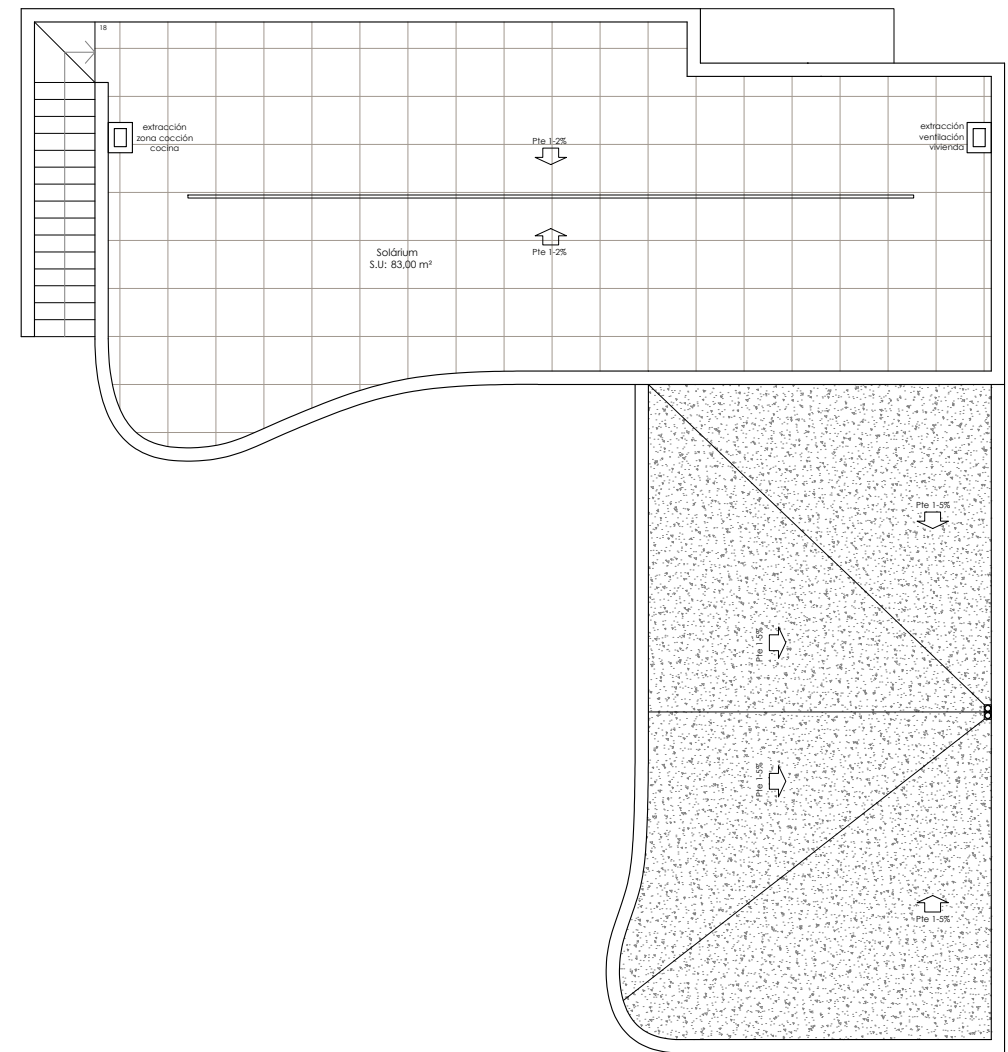 18
extracción
zona cocción
cocina
Pte 1-2%
extracción
ventilación
vivienda
Pte 1-2%
Solárium
S.U: 83,00 m²
Pte 1-5%
Pte 1-5%
Pte 1-5%
Pte 1-5%